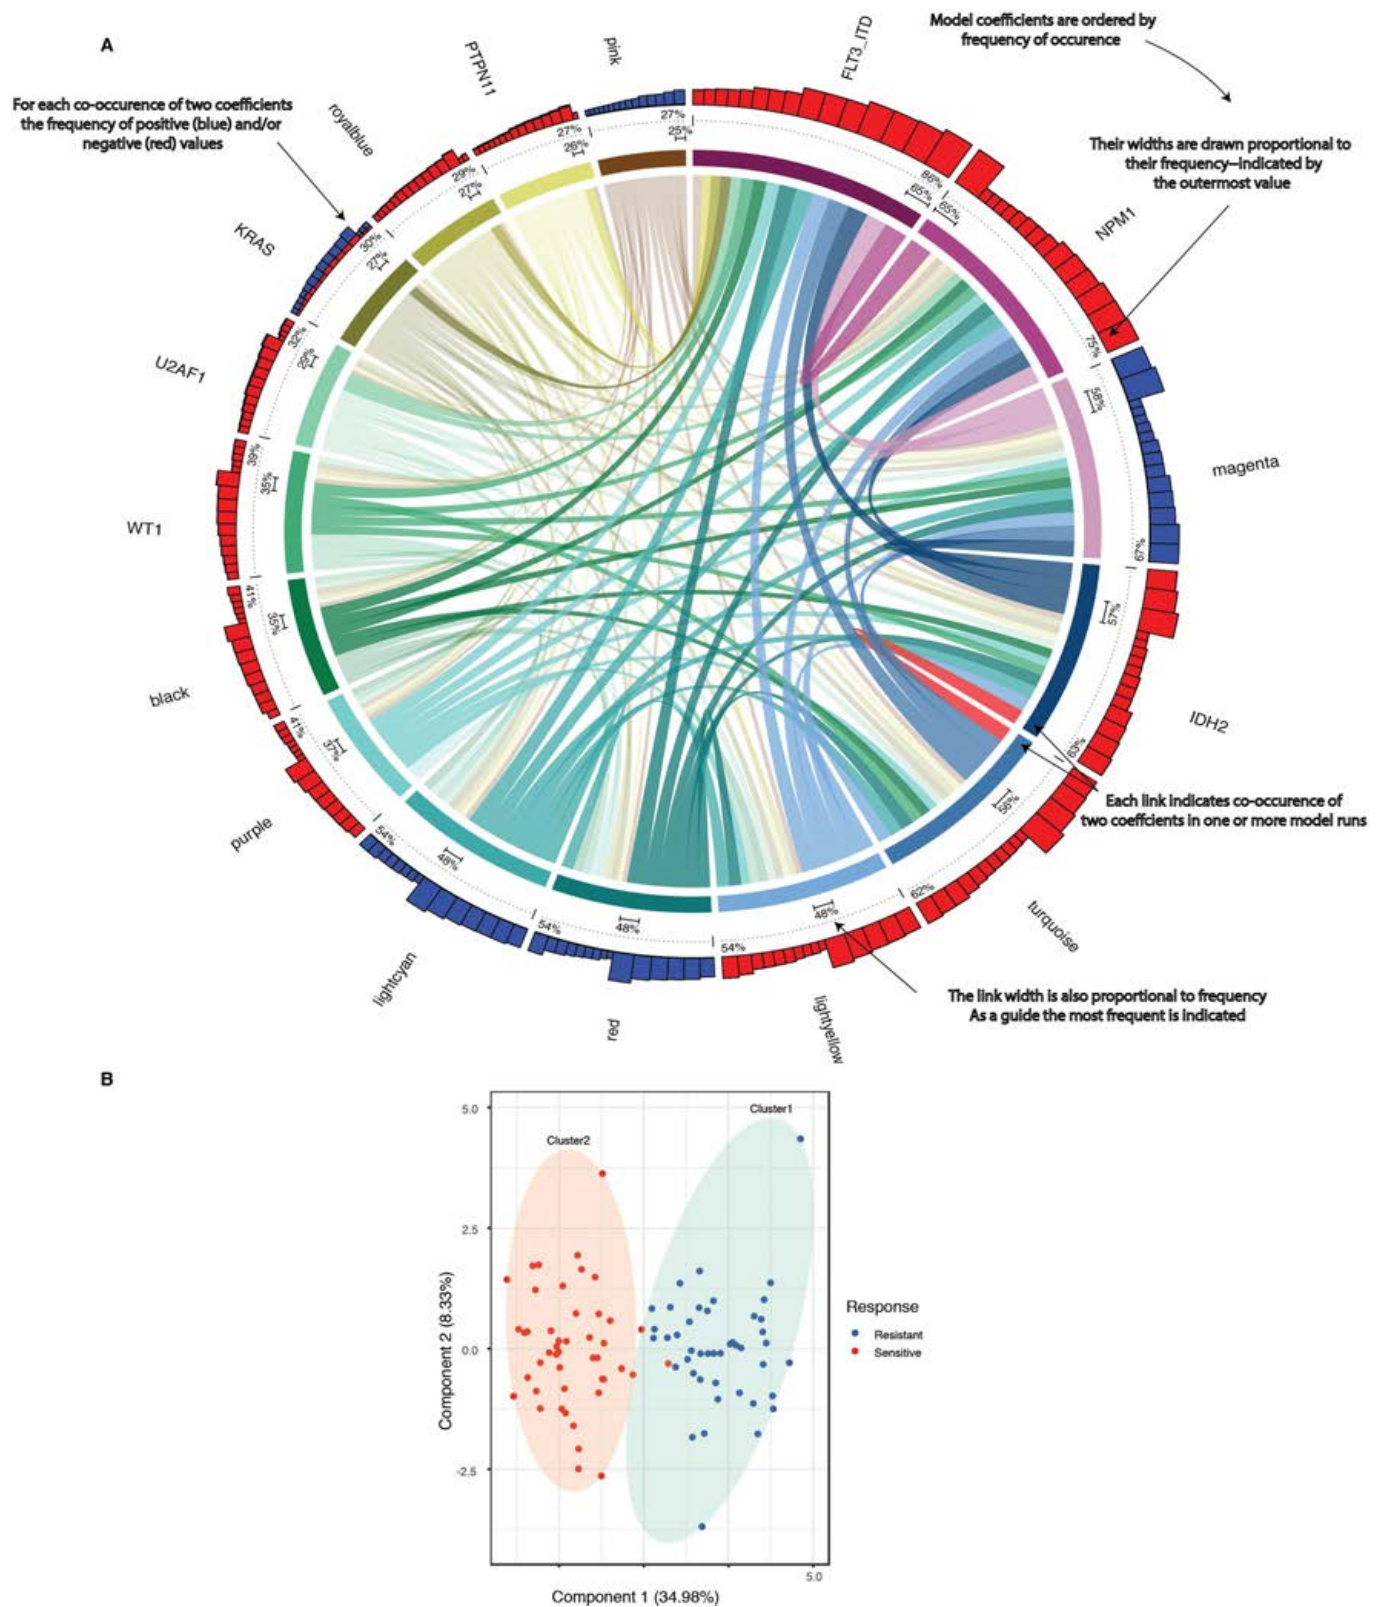 A
Model coefficients are ordered by
frequency of occurence
For each co-occurence of two coefficients
the frequency of positive (blue) and/or
negative (red) values
Their widths are drawn proportional to
their frequency–indicated by
the outermost value
FLT3_ITD
88%
65%
NPM1
75%
65%
magenta
67%
58%
IDH2
63%
57%
Each link indicates co-occurence of
two coeffcients in one or more model runs
turquoise
62%
56%
lightyellow
54%
48%
The link width is also proportional to frequency
As a guide the most frequent is indicated
red
54%
48%
lightcyan
54%
48%
purple
41%
37%
black
41%
35%
WT1
39%
35%
U2AF1
32%
29%
KRAS
30%
27%
royalblue
29%
27%
PTPN11
27%
26%
pink
27%
25%
B
Cluster1
Cluster2
5.0
2.5
0.0
-2.5
Component 2 (8.33%)
Response
Resistant
Sensitive
5.0
Component 1 (34.98%)